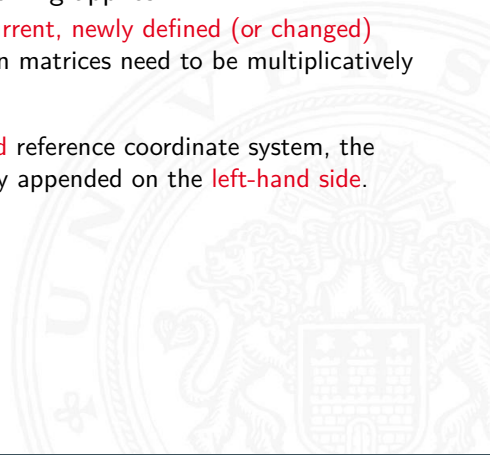 rrent, newly defined (or changed)
n matrices need to be multiplicatively
d reference coordinate system, the
y appended on the left-hand side.
UNIVERS